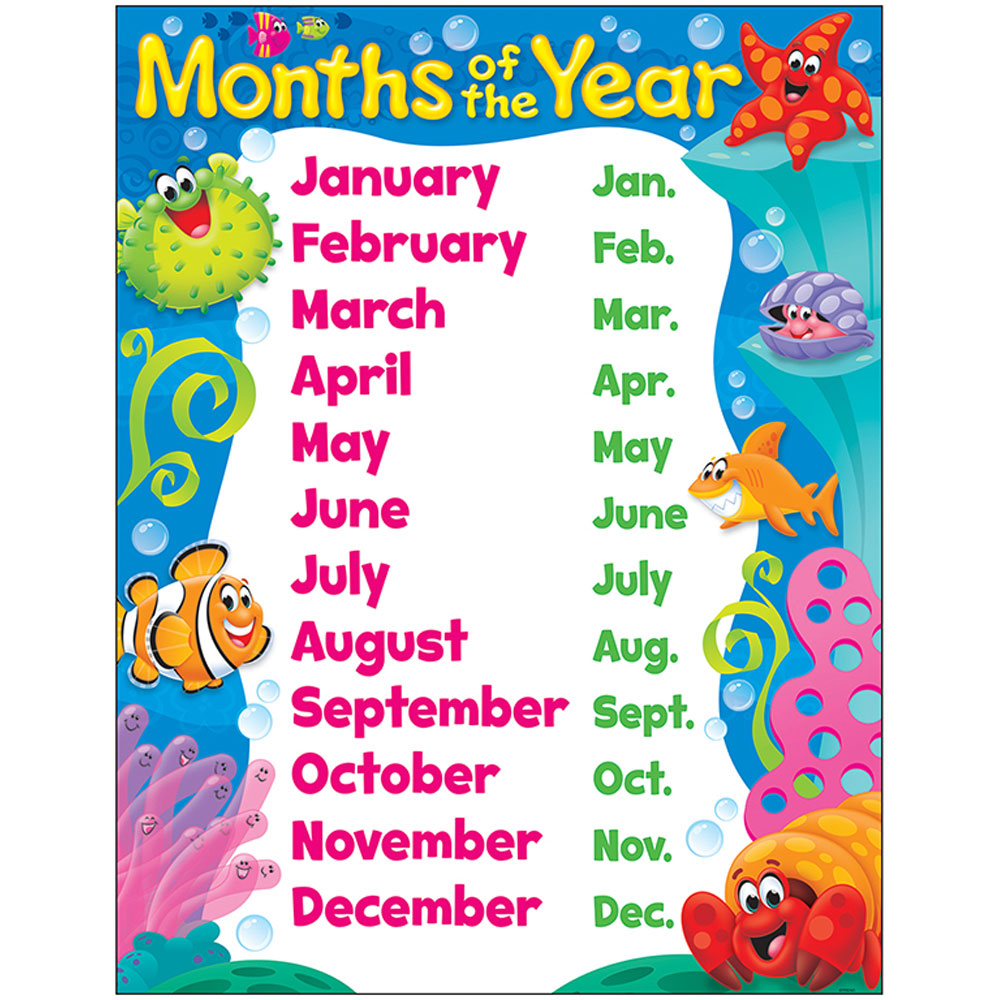 Months of the Year
January Jan.
February Feb.
March Mar.
April Apr.
May May
June June
July July
August Aug.
September Sept.
October Oct.
November Nov.
December Dec.